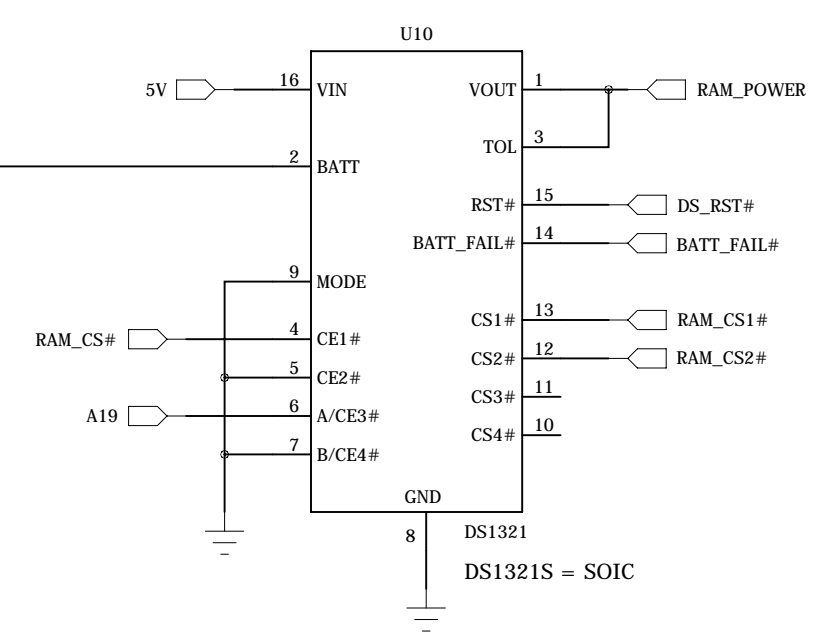 U10
5V
16
VIN
VOUT
1
RAM_POWER
TOL
3
2
BATT
RST#
15
DS_RST#
BATT_FAIL#
14
BATT_FAIL#
9
MODE
CS1#
13
RAM_CS1#
RAM_CS#
4
CE1#
CS2#
12
RAM_CS2#
5
CE2#
CS3#
11
A19
6
A/CE3#
CS4#
10
7
B/CE4#
GND
8
DS1321
DS1321S = SOIC